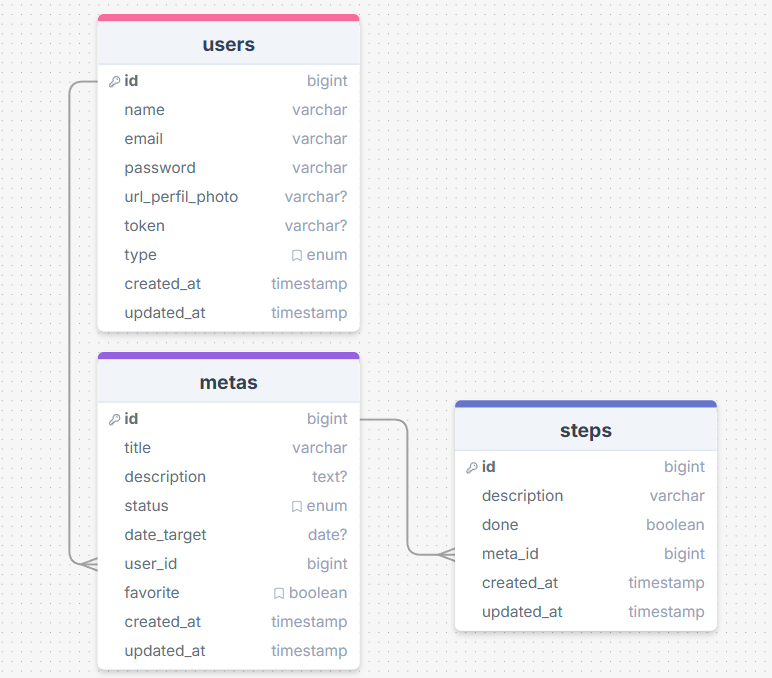 users
id bigint
name varchar
email varchar
password varchar
url_perfil_photo varchar?
token varchar?
type enum
created_at timestamp
updated_at timestamp
metas
id bigint
title varchar
description text?
status enum
date_target date?
user_id bigint
favorite boolean
created_at timestamp
updated_at timestamp
steps
id bigint
description varchar
done boolean
meta_id bigint
created_at timestamp
updated_at timestamp